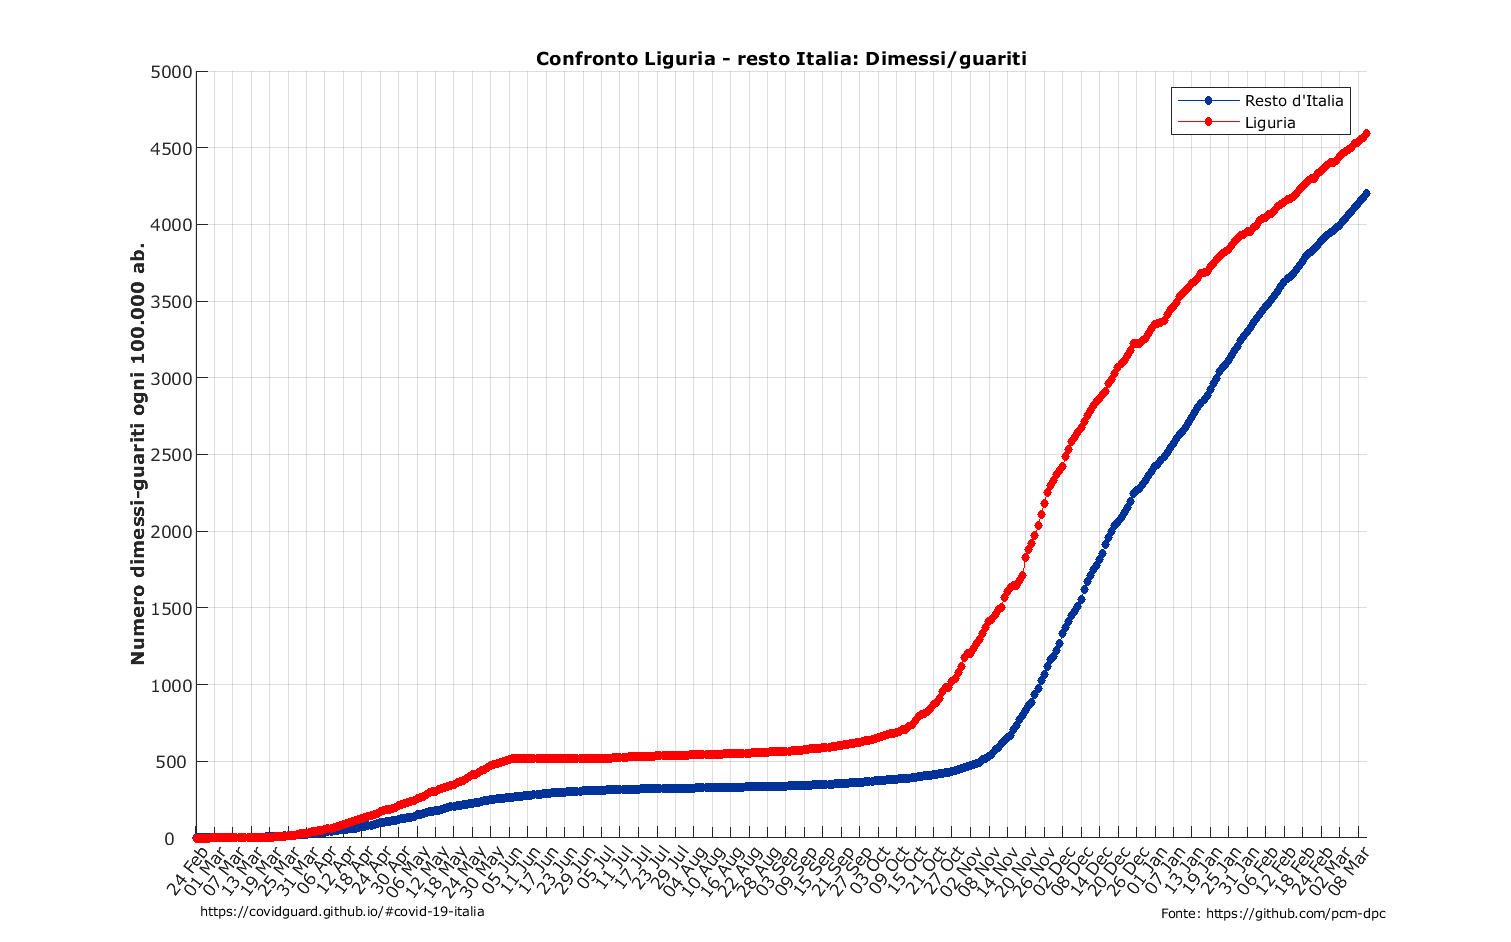 Confronto Liguria - resto Italia: Dimessi/guariti
Resto d'Italia
Liguria
Numero dimessi-guariti ogni 100.000 ab.
5000
4500
4000
3500
3000
2500
2000
1500
1000
500
0
24 Feb
01 Mar
07 Mar
13 Mar
19 Mar
25 Mar
31 Mar
06 Apr
12 Apr
18 Apr
24 Apr
30 Apr
06 May
12 May
18 May
24 May
30 May
05 Jun
11 Jun
17 Jun
23 Jun
29 Jun
05 Jul
11 Jul
17 Jul
23 Jul
29 Jul
04 Aug
10 Aug
16 Aug
22 Aug
28 Aug
03 Sep
09 Sep
15 Sep
21 Sep
27 Sep
03 Oct
09 Oct
15 Oct
21 Oct
27 Oct
02 Nov
08 Nov
14 Nov
20 Nov
26 Nov
02 Dec
08 Dec
14 Dec
20 Dec
26 Dec
01 Jan
07 Jan
13 Jan
19 Jan
25 Jan
31 Jan
06 Feb
12 Feb
18 Feb
24 Feb
02 Mar
08 Mar
https://covidguard.github.io/#covid-19-italia
Fonte: https://github.com/pcm-dpc